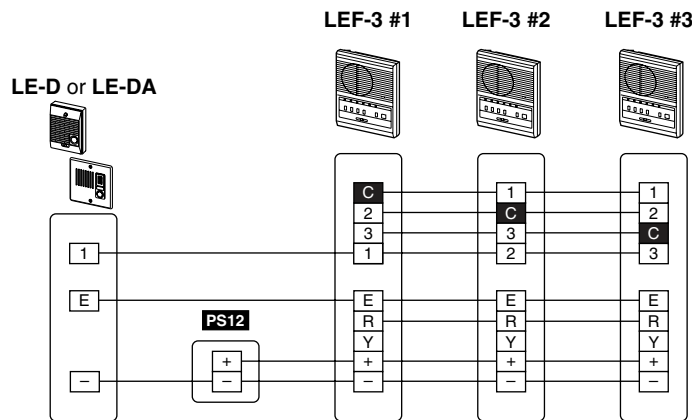 LEF-3 #1 LEF-3 #2 LEF-3 #3
LE-D or LE-DA
C 1 1
2 C 2
3 3 C
1 1 2 3
E E E E
PS12 R R R
Y Y Y
+ + + +
– – – – –